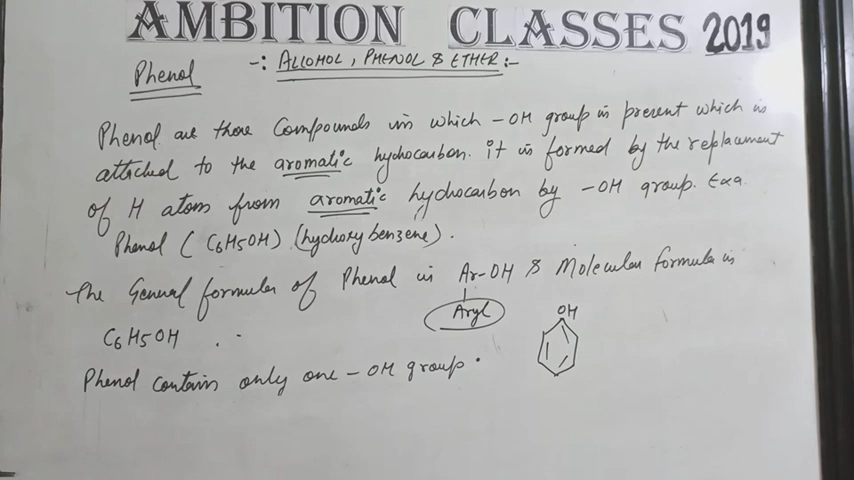 AMBITION CLASSES 2019
-: ALCOHOL, PHENOL & ETHER:-
Phenol
Phenol are those Compounds in which -OH group is present which is
attached to the aromatic hydrocarbon. it is formed by the replacement
of H atom from aromatic hydrocarbon by -OH group. Exa.
Phenol (C6H5OH) (hydroxy benzene).
The General formula of Phenol is Ar-OH & Molecular formula is
Aryl
OH
C6H5OH
Phenol contains only one -OH group.